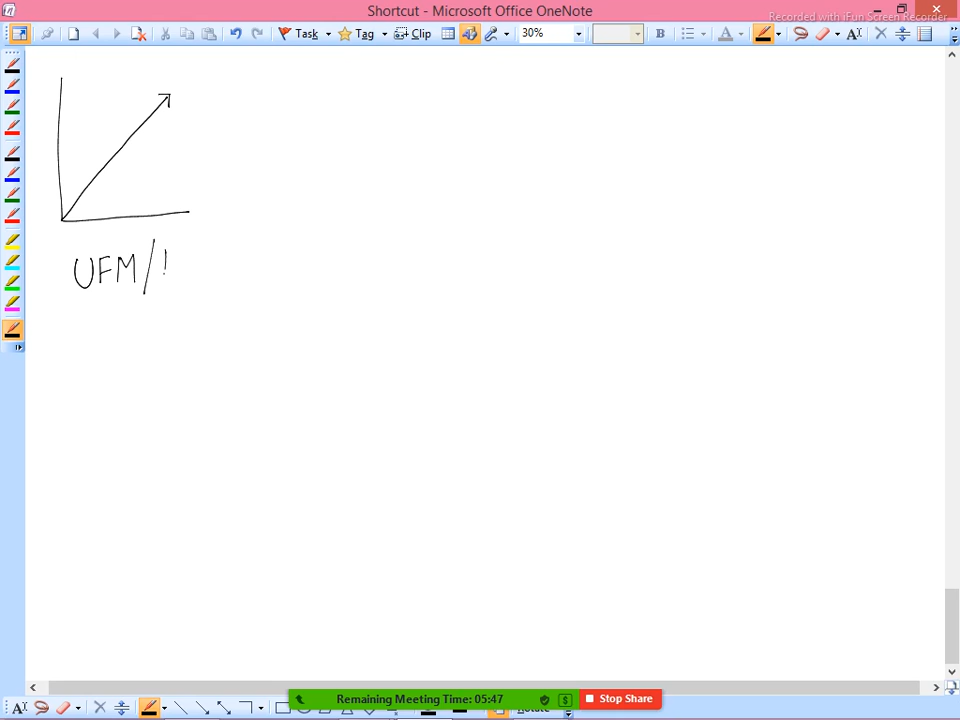 Shortcut - Microsoft Office OneNote
Recorded with iFun Screen Recorder
Task Tag Clip 30% B A A
UFM/
A Remaining Meeting Time: 05:47 $ Stop Share